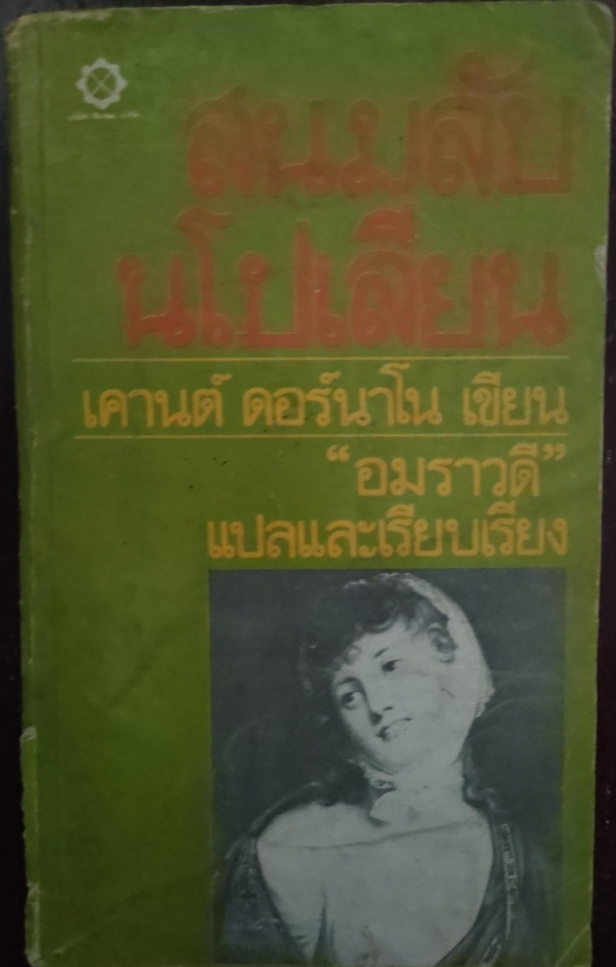 สนมลับ
นโปเลียน
เคานต์ ดอร์นาโน เขียน
“อมราวดี”
แปลและเรียบเรียง